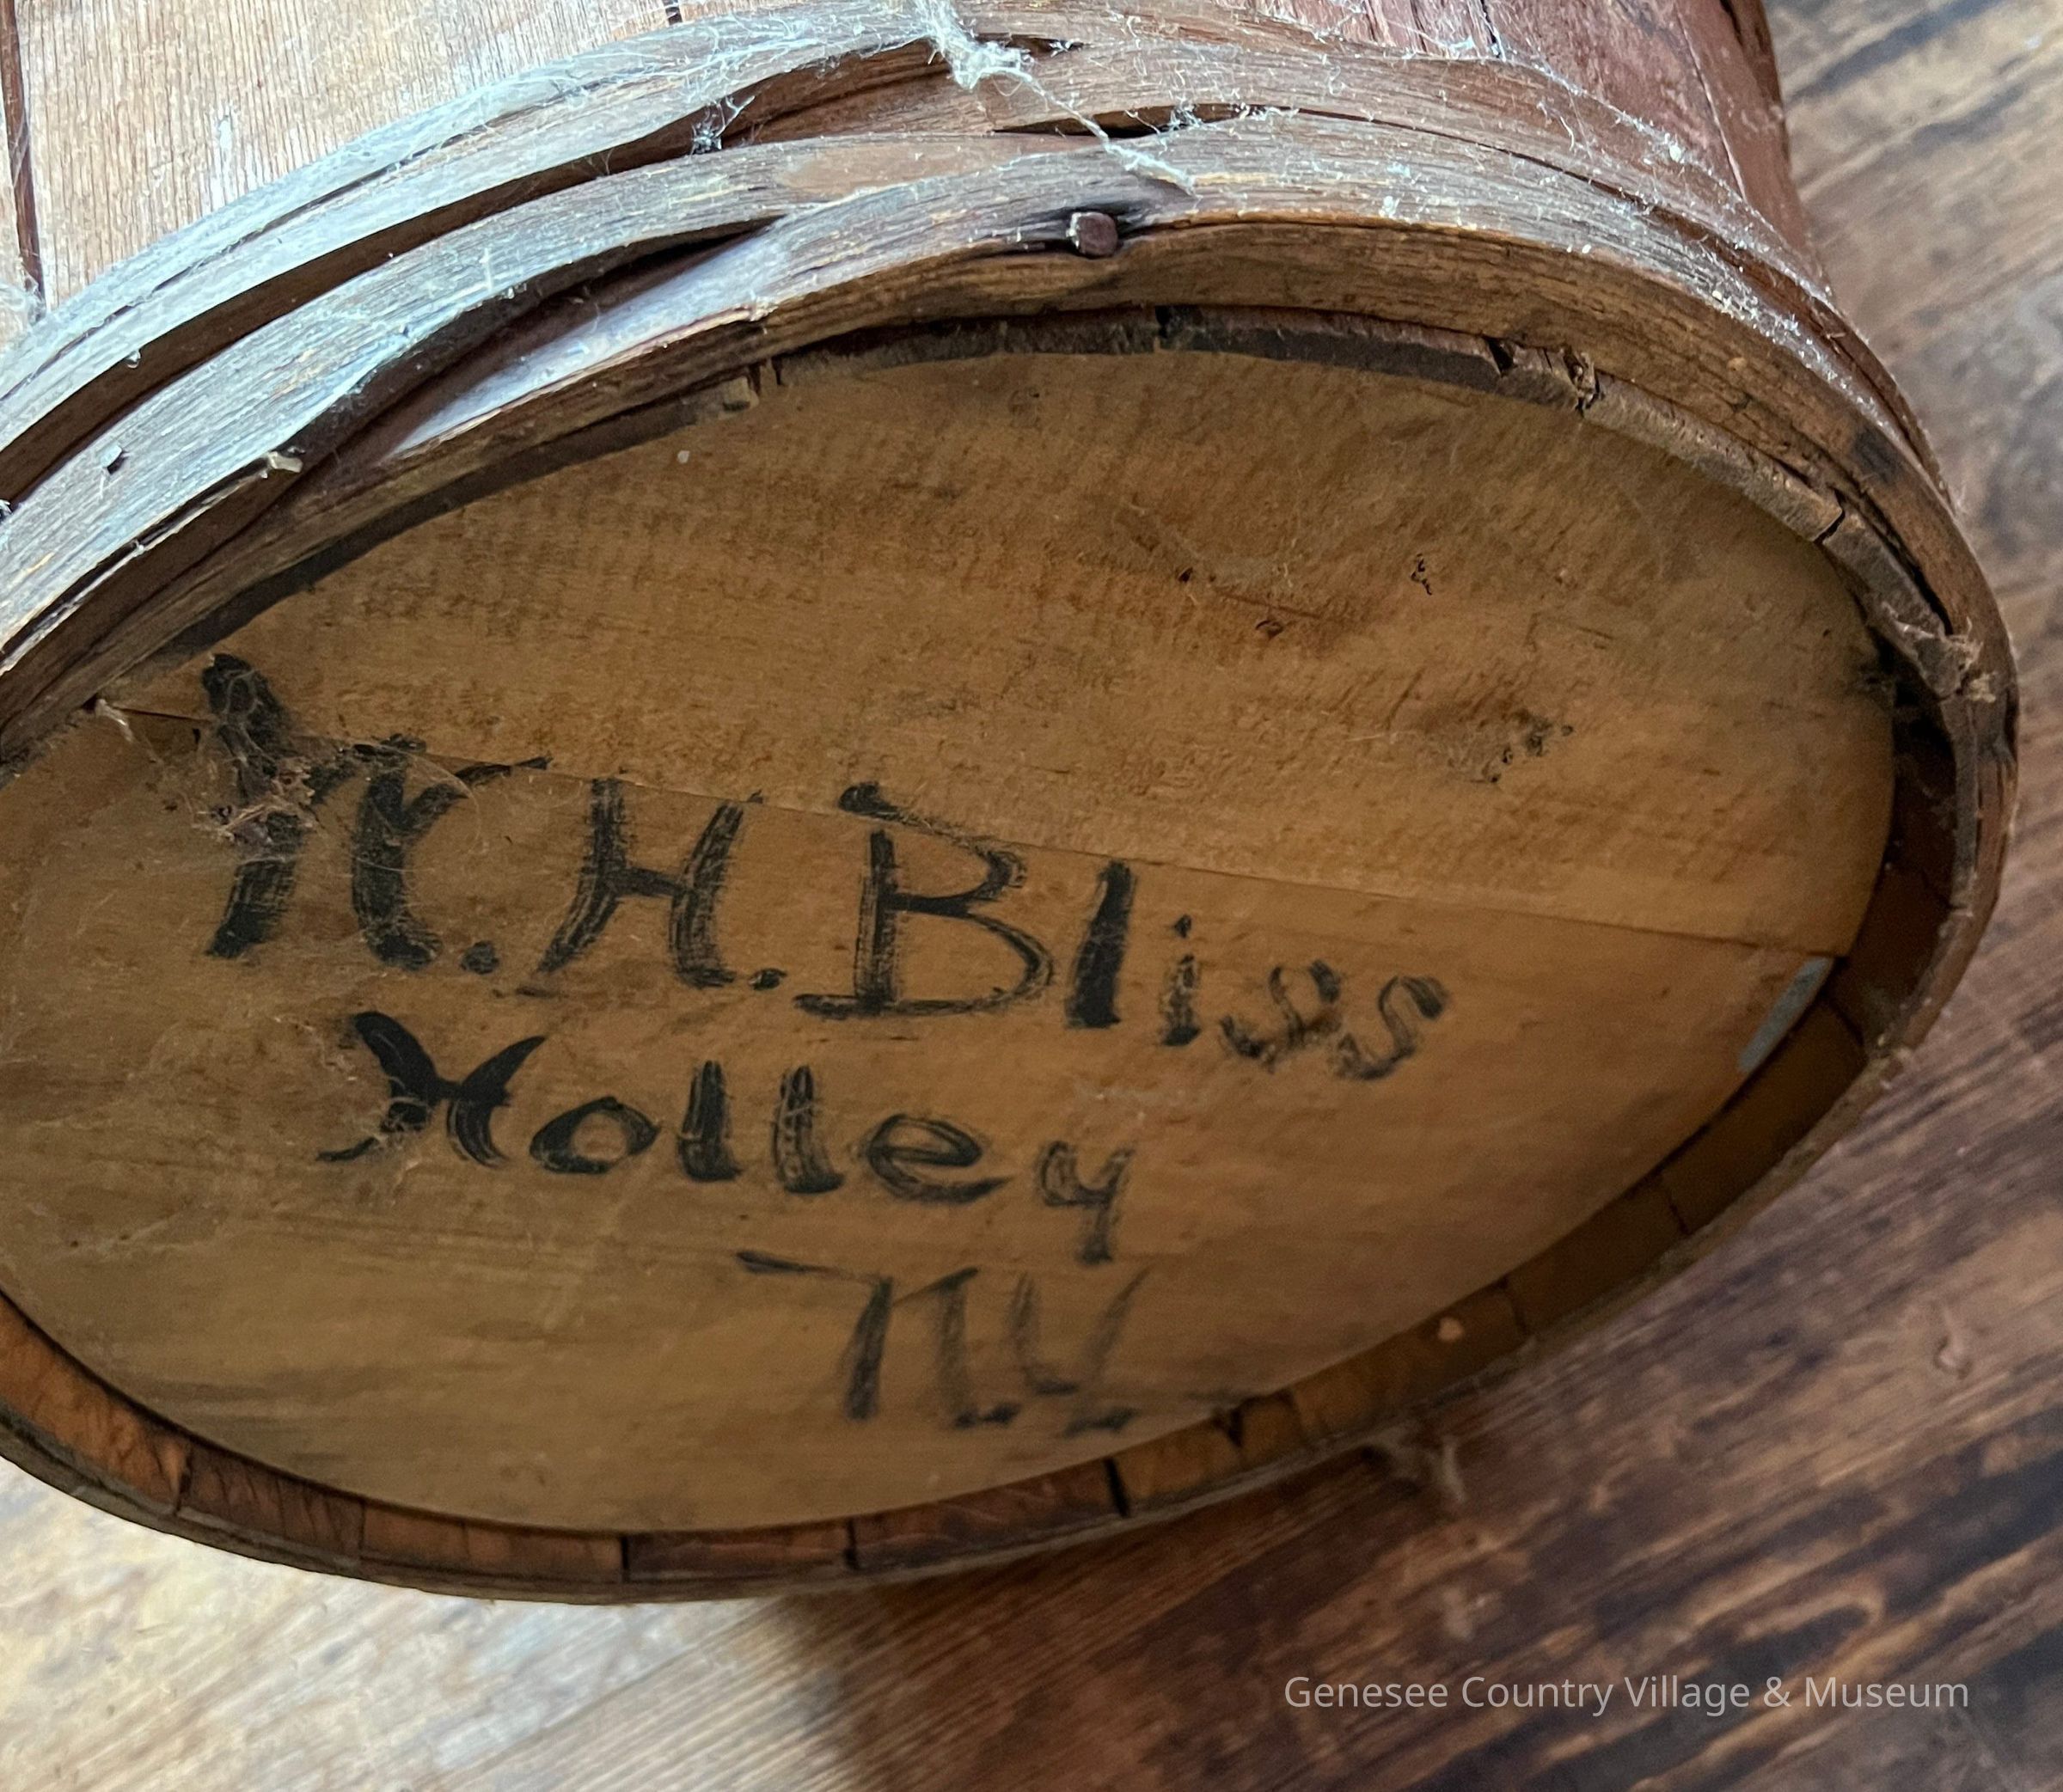 N.H. Bliss
Holley
N.Y.
Genesee Country Village & Museum